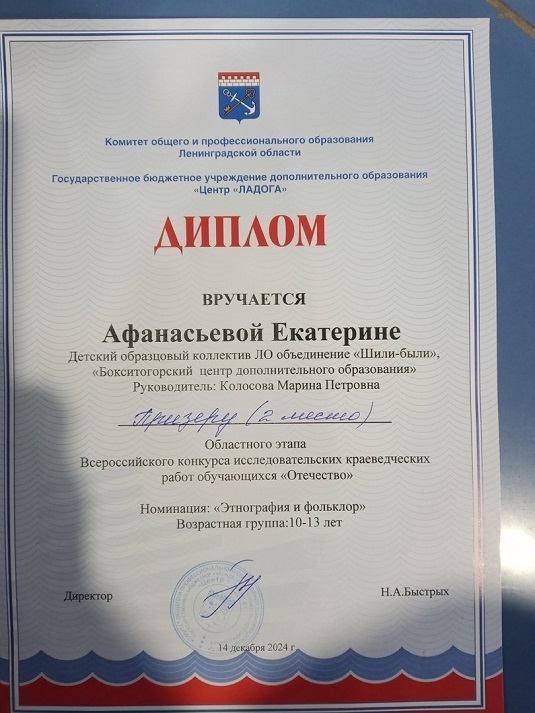 Комитет общего и профессионального образования
Ленинградской области
Государственное бюджетное учреждение дополнительного образования
«Центр «ЛАДОГА»
ДИПЛОМ
ВРУЧАЕТСЯ
Афанасьевой Екатерине
Детский образцовый коллектив ЛО объединение «Шили-были»,
«Бокситогорский центр дополнительного образования»
Руководитель: Колосова Марина Петровна
Призеру (2 место)
Областного этапа
Всероссийского конкурса исследовательских краеведческих
работ обучающихся «Отечество»
Номинация: «Этнография и фольклор»
Возрастная группа:10-13 лет
Директор
Н.А.Быстрых
14 декабря 2024 г